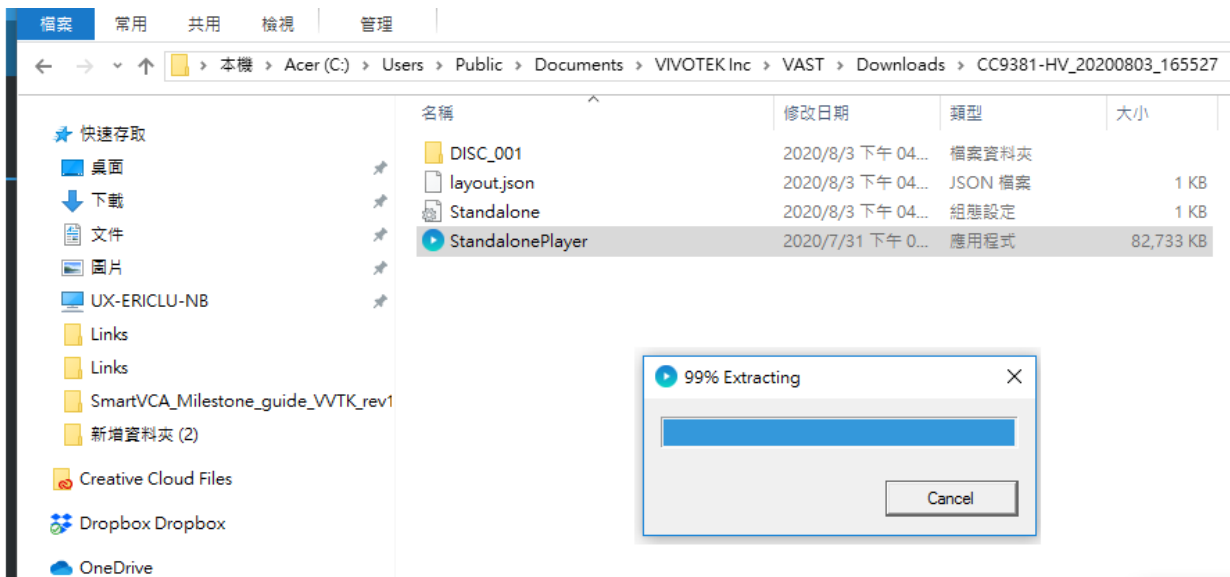 檔案 常用 共用 檢視 管理
本機 › Acer (C:) › Users › Public › Documents › VIVOTEK Inc › VAST › Downloads › CC9381-HV_20200803_165527
名稱 修改日期 類型 大小
快速存取
桌面
下載
文件
圖片
UX-ERICLU-NB
Links
Links
SmartVCA_Milestone_guide_VVTK_rev1
新增資料夾 (2)
Creative Cloud Files
Dropbox Dropbox
OneDrive
DISC_001 2020/8/3 下午 04... 檔案資料夾
layout.json 2020/8/3 下午 04... JSON 檔案 1 KB
Standalone 2020/8/3 下午 04... 組態設定 1 KB
StandalonePlayer 2020/7/31 下午 0... 應用程式 82,733 KB
99% Extracting
Cancel